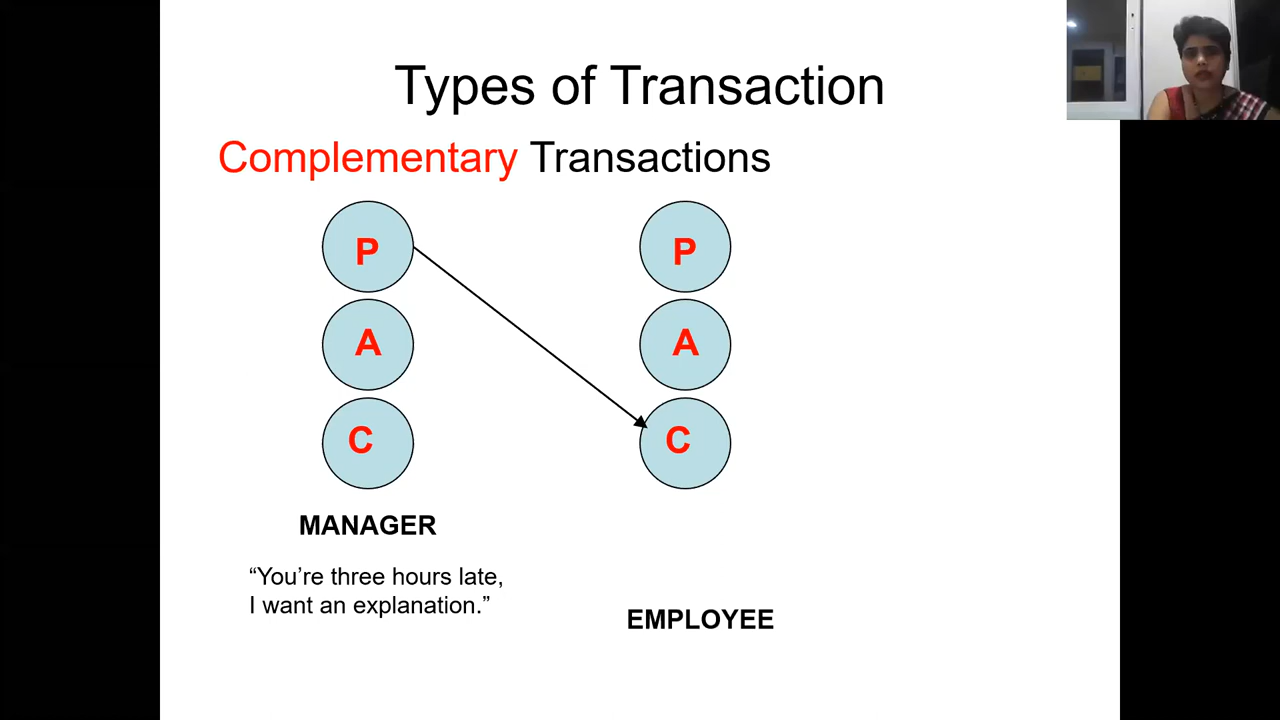 Types of Transaction
Complementary Transactions
P P
A A
C C
MANAGER
“You’re three hours late,
I want an explanation.”
EMPLOYEE